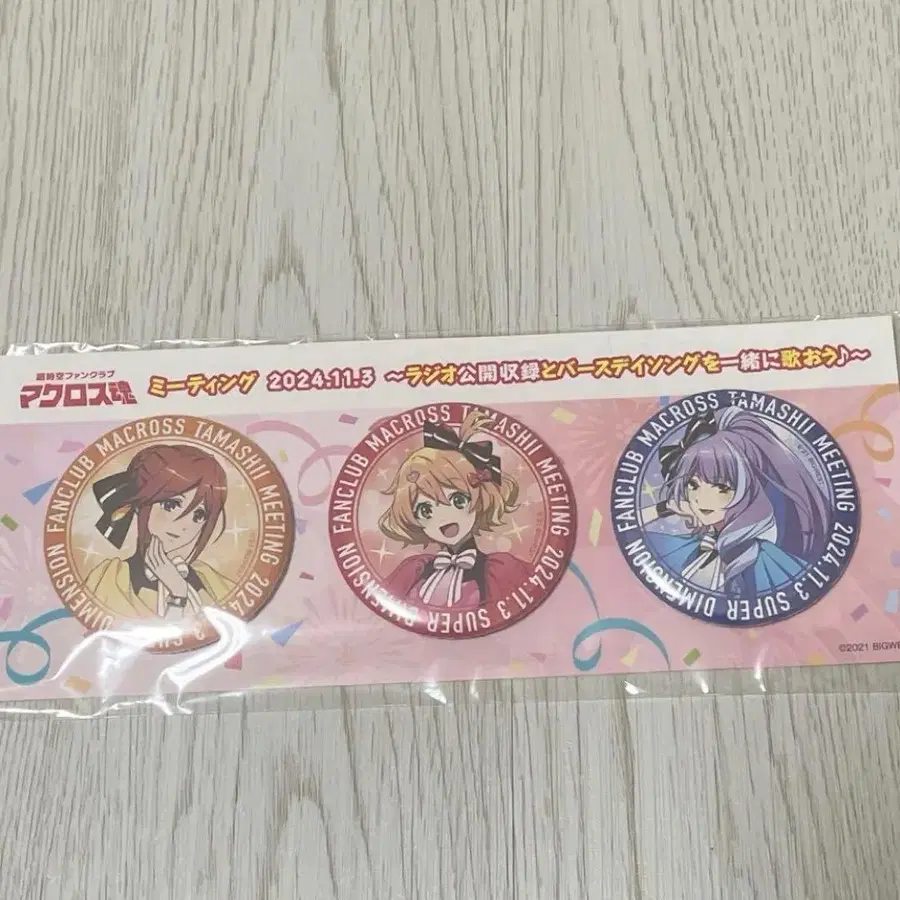 超時空ファンクラブ
マクロス魂
ミーティング 2024.11.3 〜ラジオ公開収録とバースデイソングを一緒に歌おう♪〜
DIMENSION FANCLUB MACROSS TAMASHII MEETING 2024
FANCLUB MACROSS TAMASHII MEETING 2024.11.3 SUPER DIMENSION
FANCLUB MACROSS TAMASHII MEETING 2024.11.3 SUPER DIMENSION
©2021 BIGWE